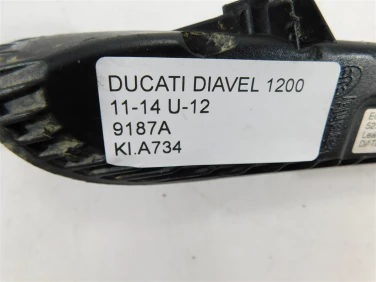 DUCATI DIAVEL 1200
11-14 U-12
9187A
KI.A734